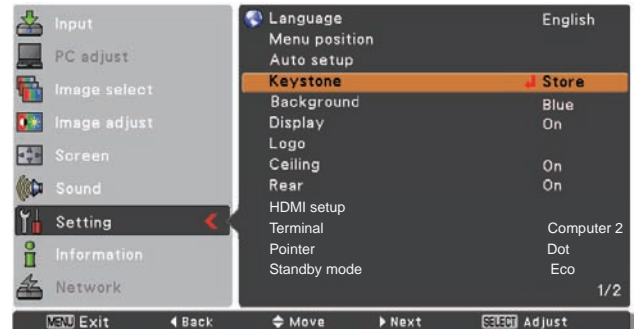 Input
PC adjust
Image select
Image adjust
Screen
Sound
Setting
Information
Network
Language English
Menu position
Auto setup
Keystone Store
Background Blue
Display On
Logo
Ceiling On
Rear On
HDMI setup
Terminal Computer 2
Pointer Dot
Standby mode Eco
1/2
MENU Exit Back Move Next SELECT Adjust